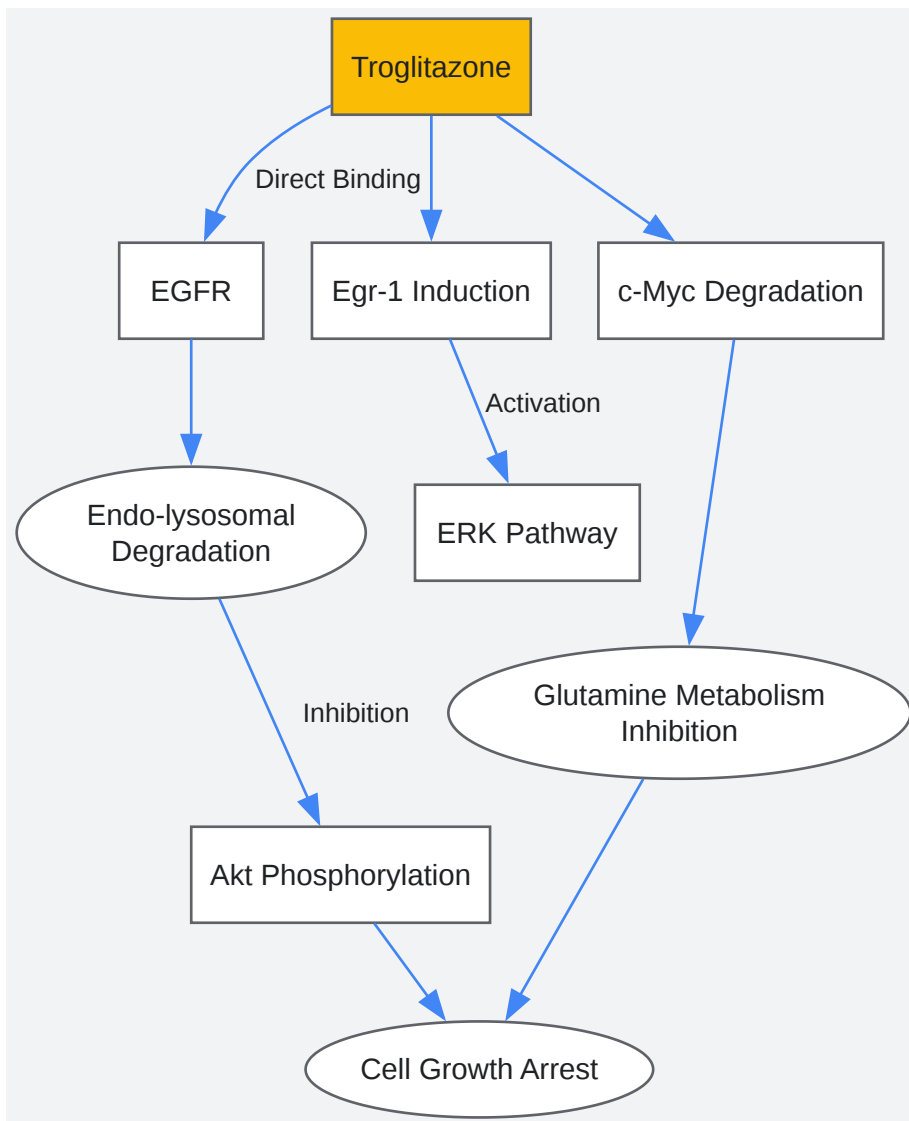 Troglitazone
Direct Binding
EGFR
Egr-1 Induction
c-Myc Degradation
Activation
Endo-lysosomal
Degradation
ERK Pathway
Glutamine Metabolism
Inhibition
Inhibition
Akt Phosphorylation
Cell Growth Arrest